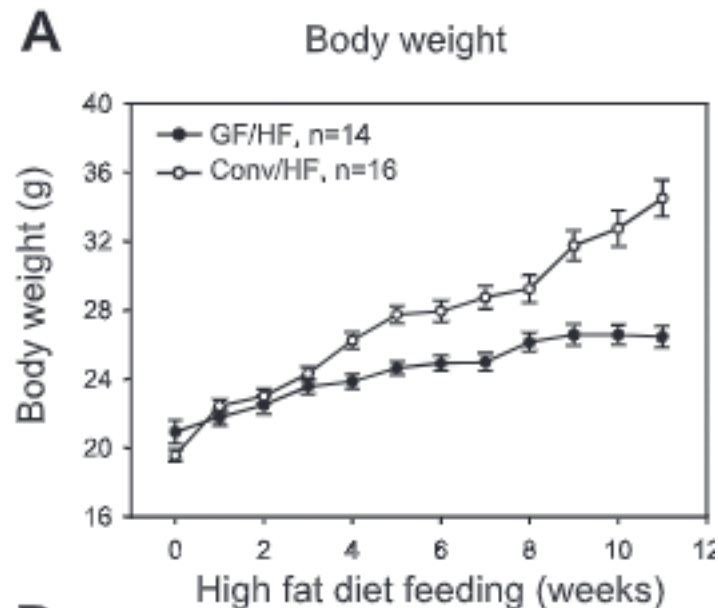 A
Body weight
40
36
32
28
24
20
16
Body weight (g)
GF/HF, n=14
Conv/HF, n=16
0 2 4 6 8 10 12
High fat diet feeding (weeks)